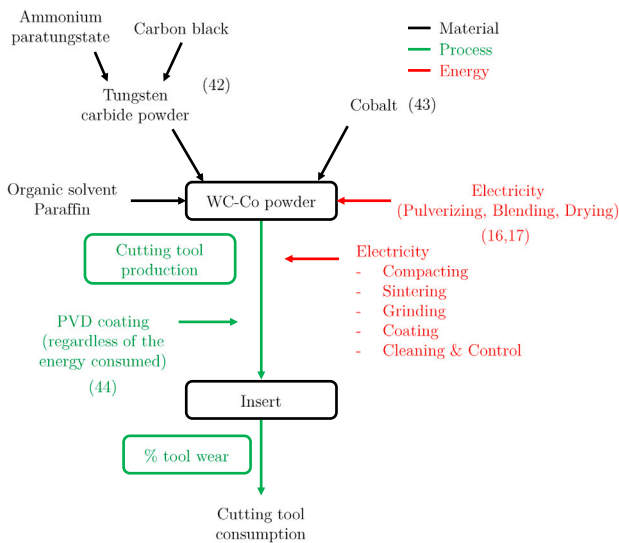 Ammonium
paratungstate
Carbon black
Material
Process
Energy
Tungsten
carbide powder
(42)
Cobalt (43)
Organic solvent
Paraffin
WC-Co powder
Electricity
(Pulverizing, Blending, Drying)
(16,17)
Cutting tool
production
Electricity
- Compacting
- Sintering
- Grinding
- Coating
- Cleaning & Control
PVD coating
(regardless of the
energy consumed)
(44)
Insert
% tool wear
Cutting tool
consumption